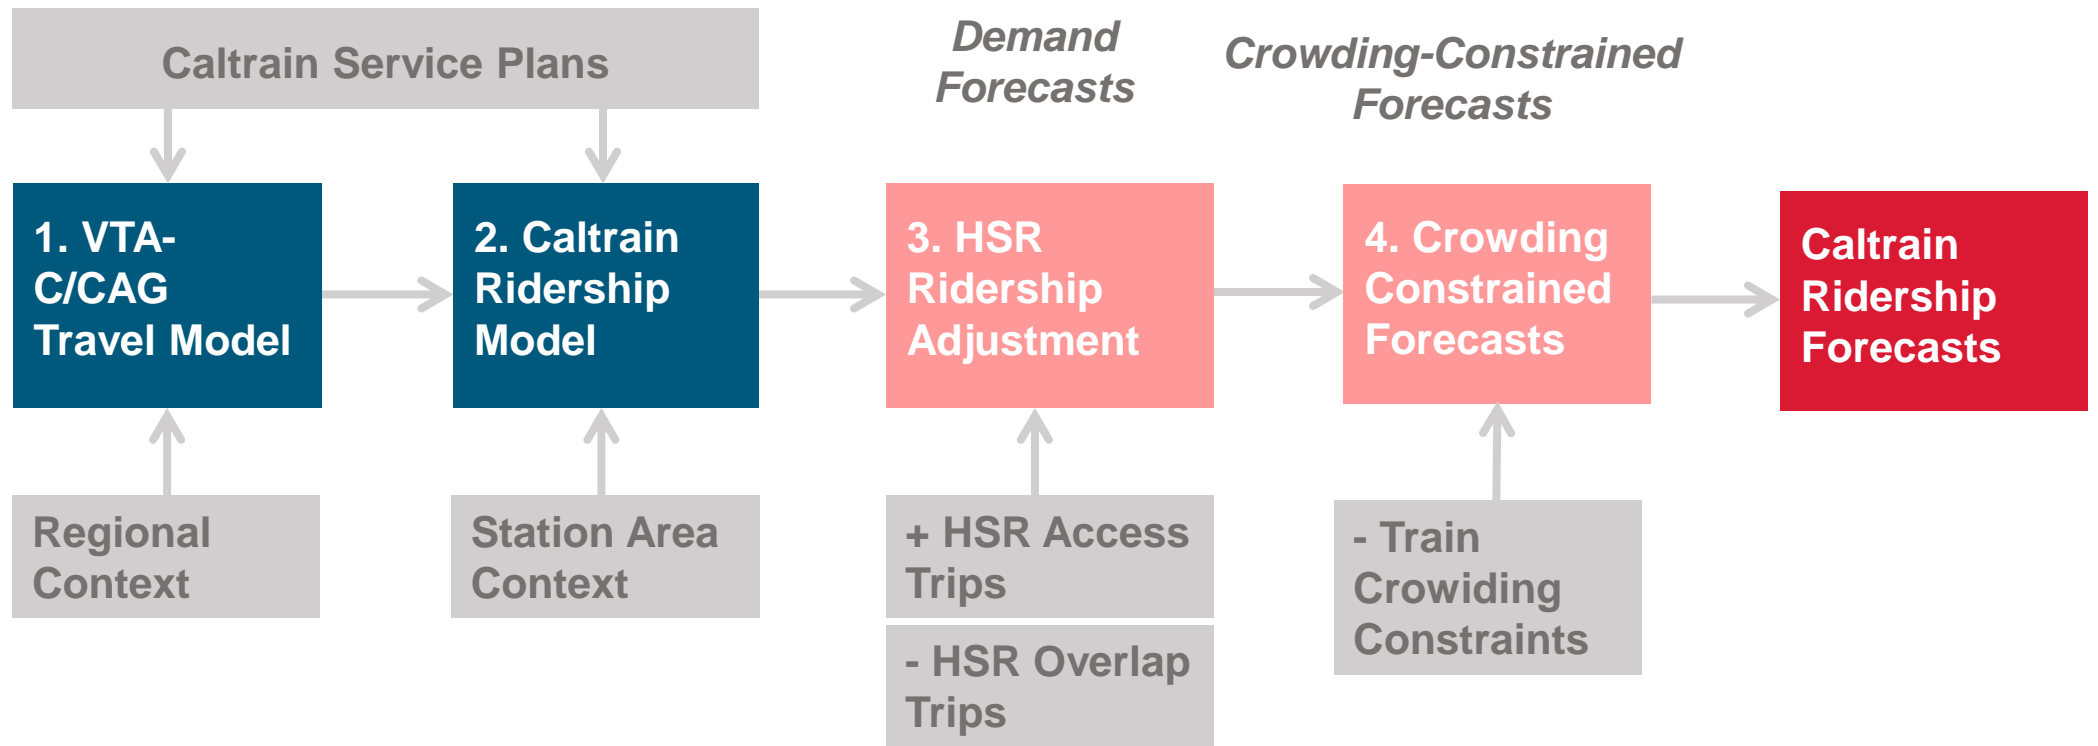 Caltrain Service Plans
Demand
Forecasts
Crowding-Constrained
Forecasts
1. VTA-
C/CAG
Travel Model
2. Caltrain
Ridership
Model
3. HSR
Ridership
Adjustment
4. Crowding
Constrained
Forecasts
Caltrain
Ridership
Forecasts
Regional
Context
Station Area
Context
+ HSR Access
Trips
- HSR Overlap
Trips
- Train
Crowiding
Constraints